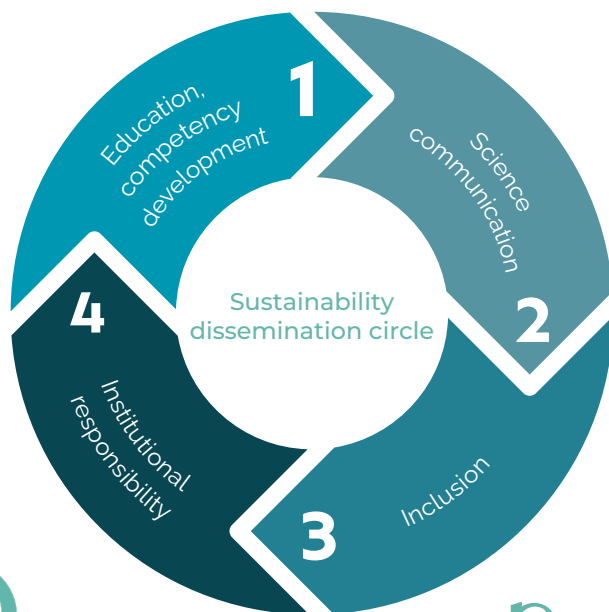 1
Education,
competency
development
Science
communication
2
Sustainability
dissemination circle
4
Institutional
responsibility
Inclusion
3